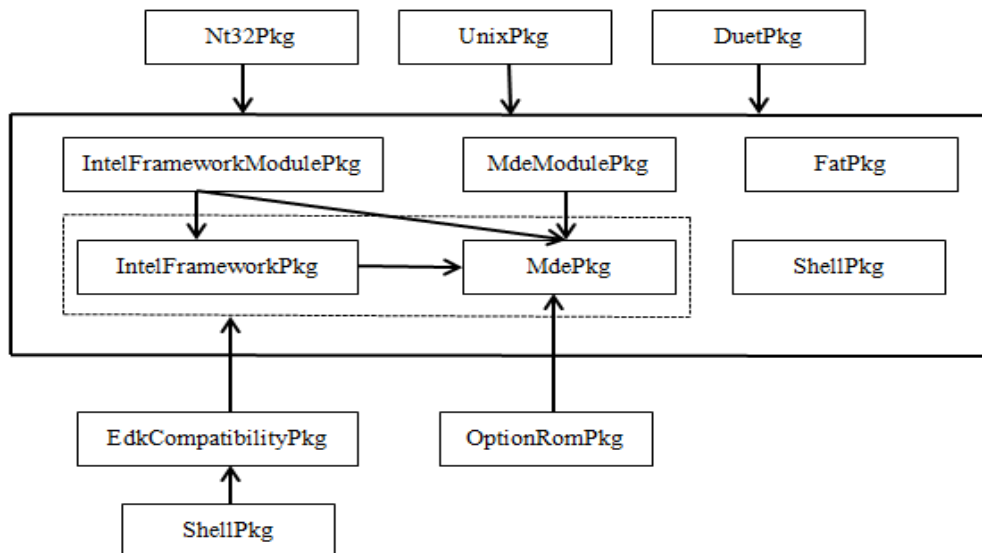 Nt32Pkg
UnixPkg
DuetPkg
IntelFrameworkModulePkg
MdeModulePkg
FatPkg
IntelFrameworkPkg
MdePkg
ShellPkg
EdkCompatibilityPkg
OptionRomPkg
ShellPkg